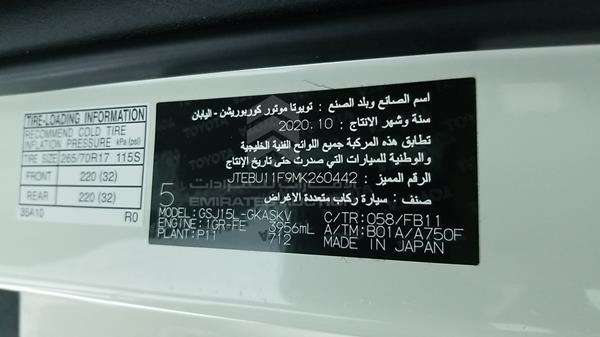 TIRE-LOADING INFORMATION
RECOMMEND COLD TIRE
INFLATION PRESSURE kPa (psi)
TIRE SIZE 265/70R17 115S
FRONT 220 (32)
REAR 220 (32)
35A10 R0
اسم الصانع وبلد الصنع : تويوتا موتور كوربوريشن - اليابان
سنة وشهر الانتاج : 2020.10
تطابق هذه المركبة جميع اللوائح الفنية الخليجية
والوطنية للسيارات التي صدرت حتى تاريخ الإنتاج
الرقم المميز : JTEBU11F9MK260442
صنف : سيارة ركاب متعددة الاغراض
5
MODEL: GSJ15L-GKASKV C/TR: 058/FB11
ENGINE: 1GR-FE 3956mL A/TM: B01A/A750F
PLANT: P11 712 MADE IN JAPAN
EMIRATES AUCTION